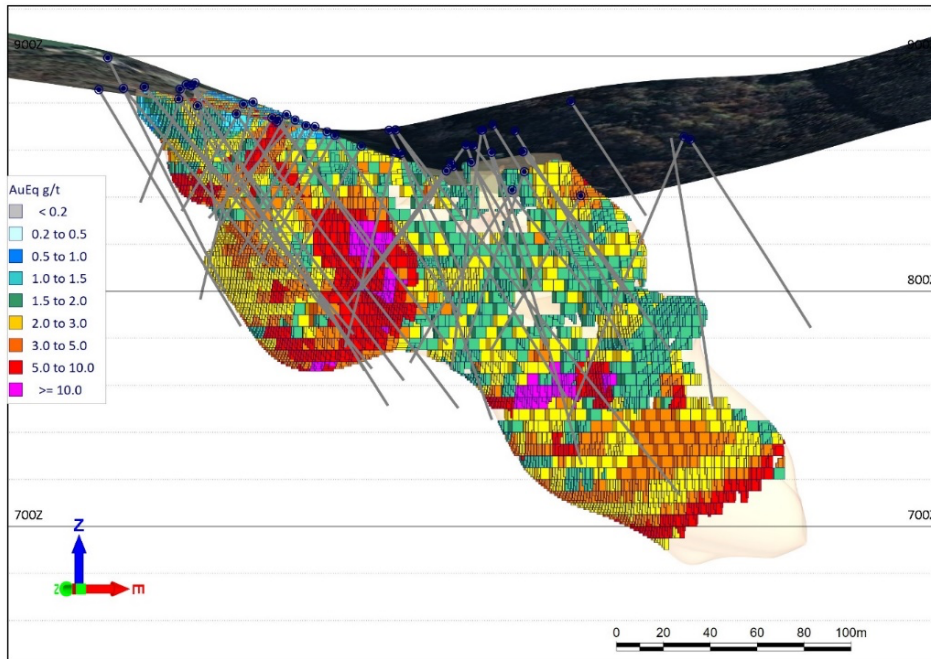 900Z
900Z
AuEq g/t
< 0.2
0.2 to 0.5
0.5 to 1.0
1.0 to 1.5
1.5 to 2.0
2.0 to 3.0
3.0 to 5.0
5.0 to 10.0
>= 10.0
800Z
800Z
700Z
700Z
Z
N
E
0 20 40 60 80 100m